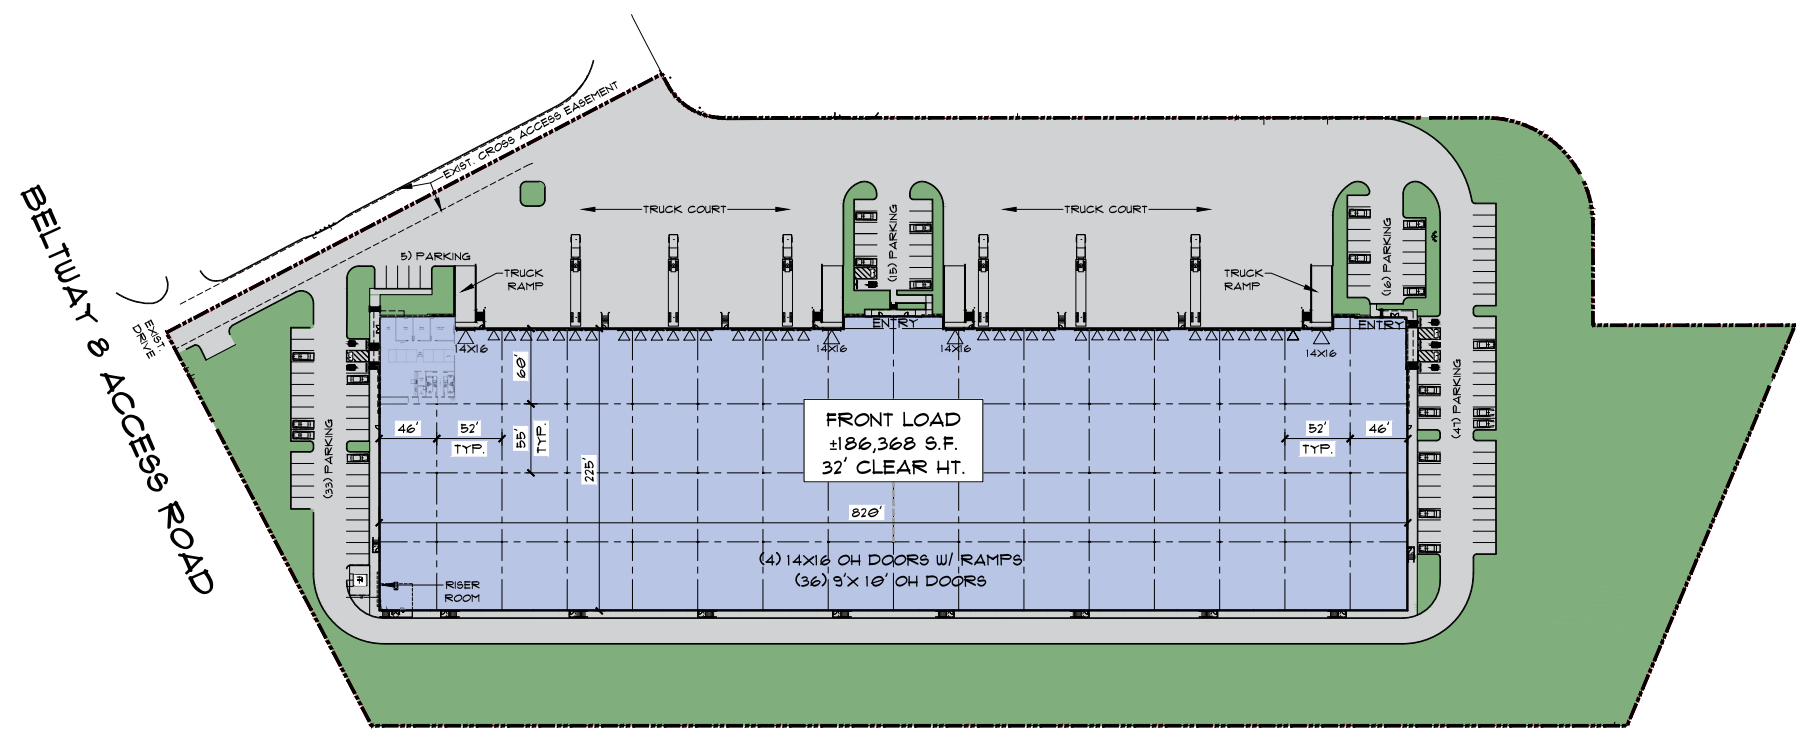 EXIST. CROSS ACCESS EASEMENT
BELTWAY 8 ACCESS ROAD
EXIST.
DRIVE
5) PARKING
TRUCK
RAMP
TRUCK COURT
(15) PARKING
TRUCK COURT
TRUCK
RAMP
(16) PARKING
ENTRY
ENTRY
14X16
14X16
14X16
14X16
60'
55'
TYP.
225'
46'
52'
TYP.
FRONT LOAD
±186,368 S.F.
32' CLEAR HT.
52'
TYP.
46'
(33) PARKING
(47) PARKING
820'
(4) 14X16 OH DOORS W/ RAMPS
(36) 9'X 10' OH DOORS
RISER
ROOM